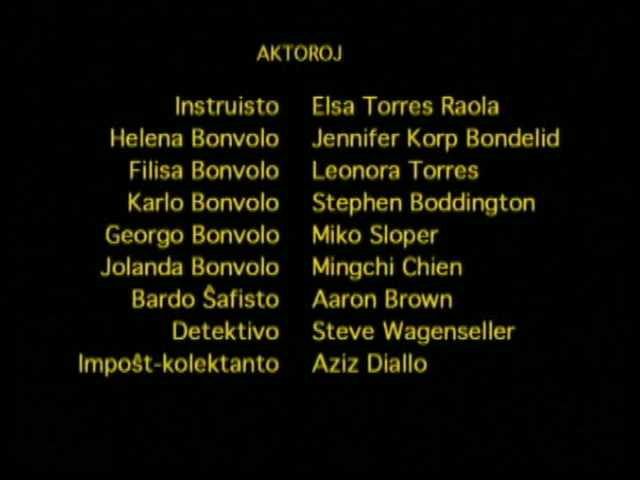 AKTOROJ
Instruisto Elsa Torres Raola
Helena Bonvolo Jennifer Korp Bondelid
Filisa Bonvolo Leonora Torres
Karlo Bonvolo Stephen Boddington
Georgo Bonvolo Miko Sloper
Jolanda Bonvolo Mingchi Chien
Bardo Ŝafisto Aaron Brown
Detektivo Steve Wagenseller
Impoŝt-kolektanto Aziz Diallo